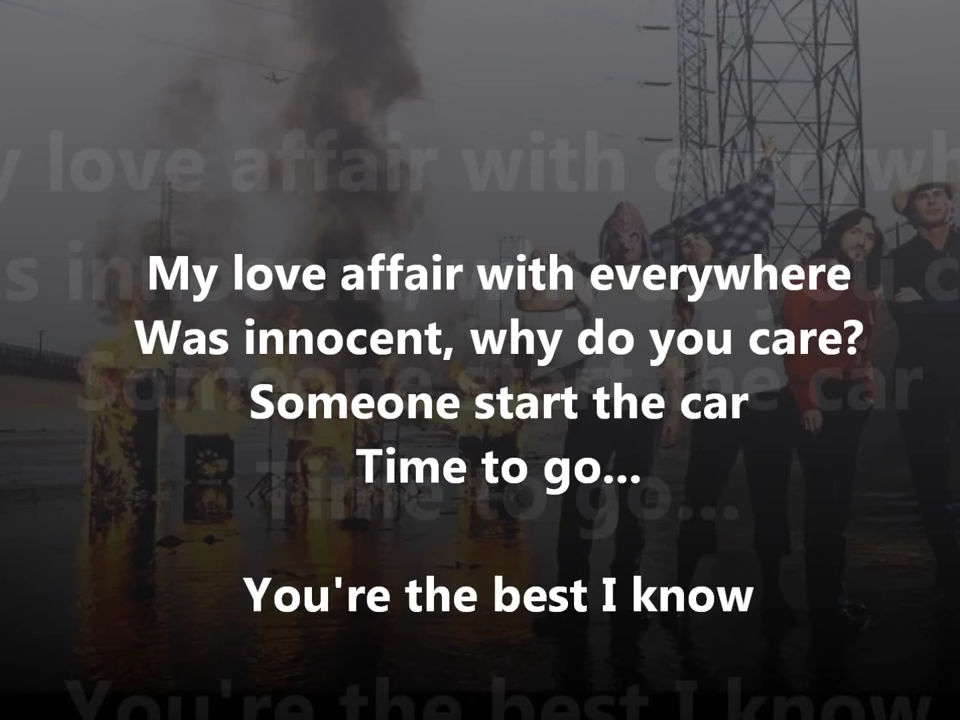 My love affair with everywhere
Was innocent, why do you care?
Someone start the car
Time to go...
You're the best I know